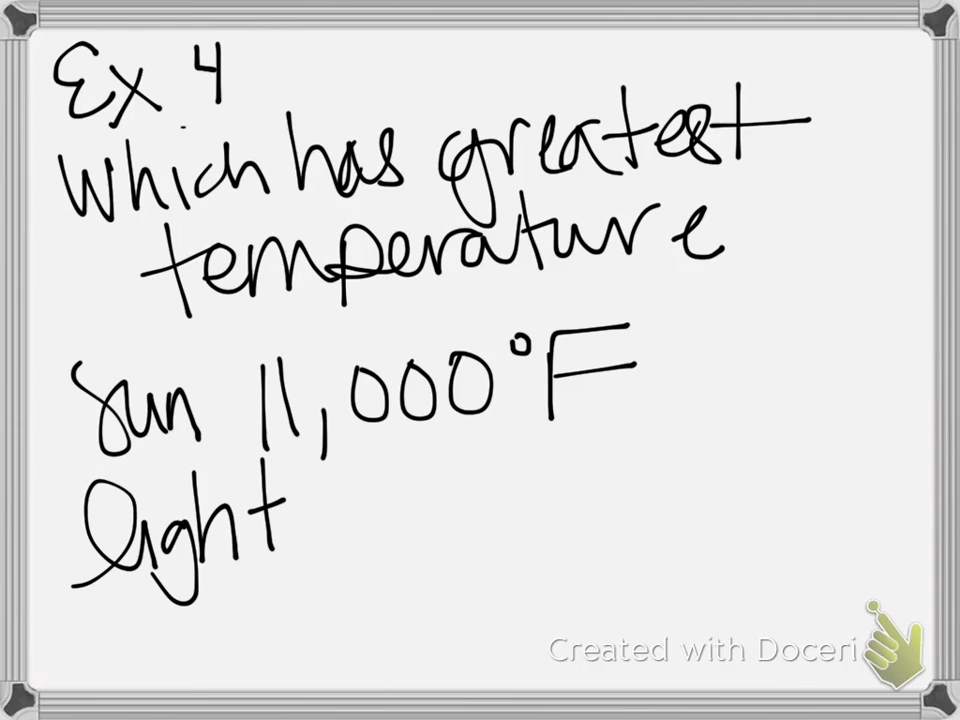 Ex 4
Which has greatest
temperature
Sun 11,000°F
light
Created with Doceri